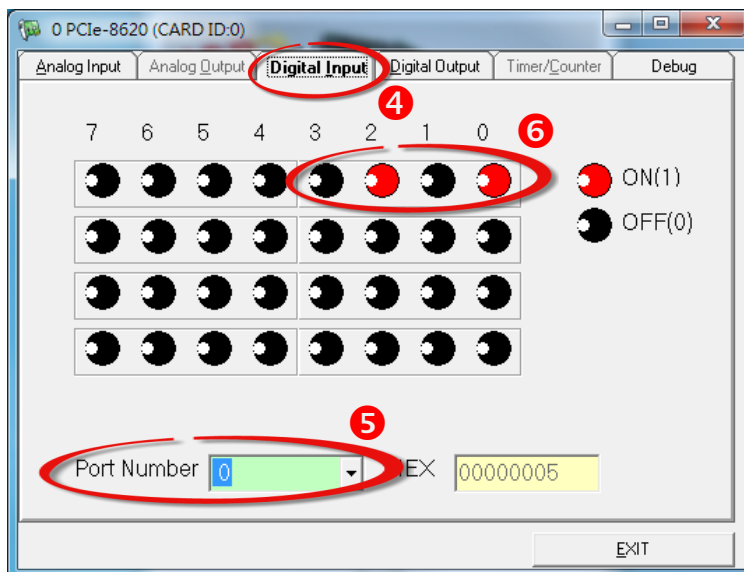 0 PCIe-8620 (CARD ID:0)
Analog Input Analog Output Digital Input Digital Output Timer/Counter Debug
4
7 6 5 4 3 2 1 0 6
ON(1)
OFF(0)
5
Port Number 0 EX 00000005
EXIT